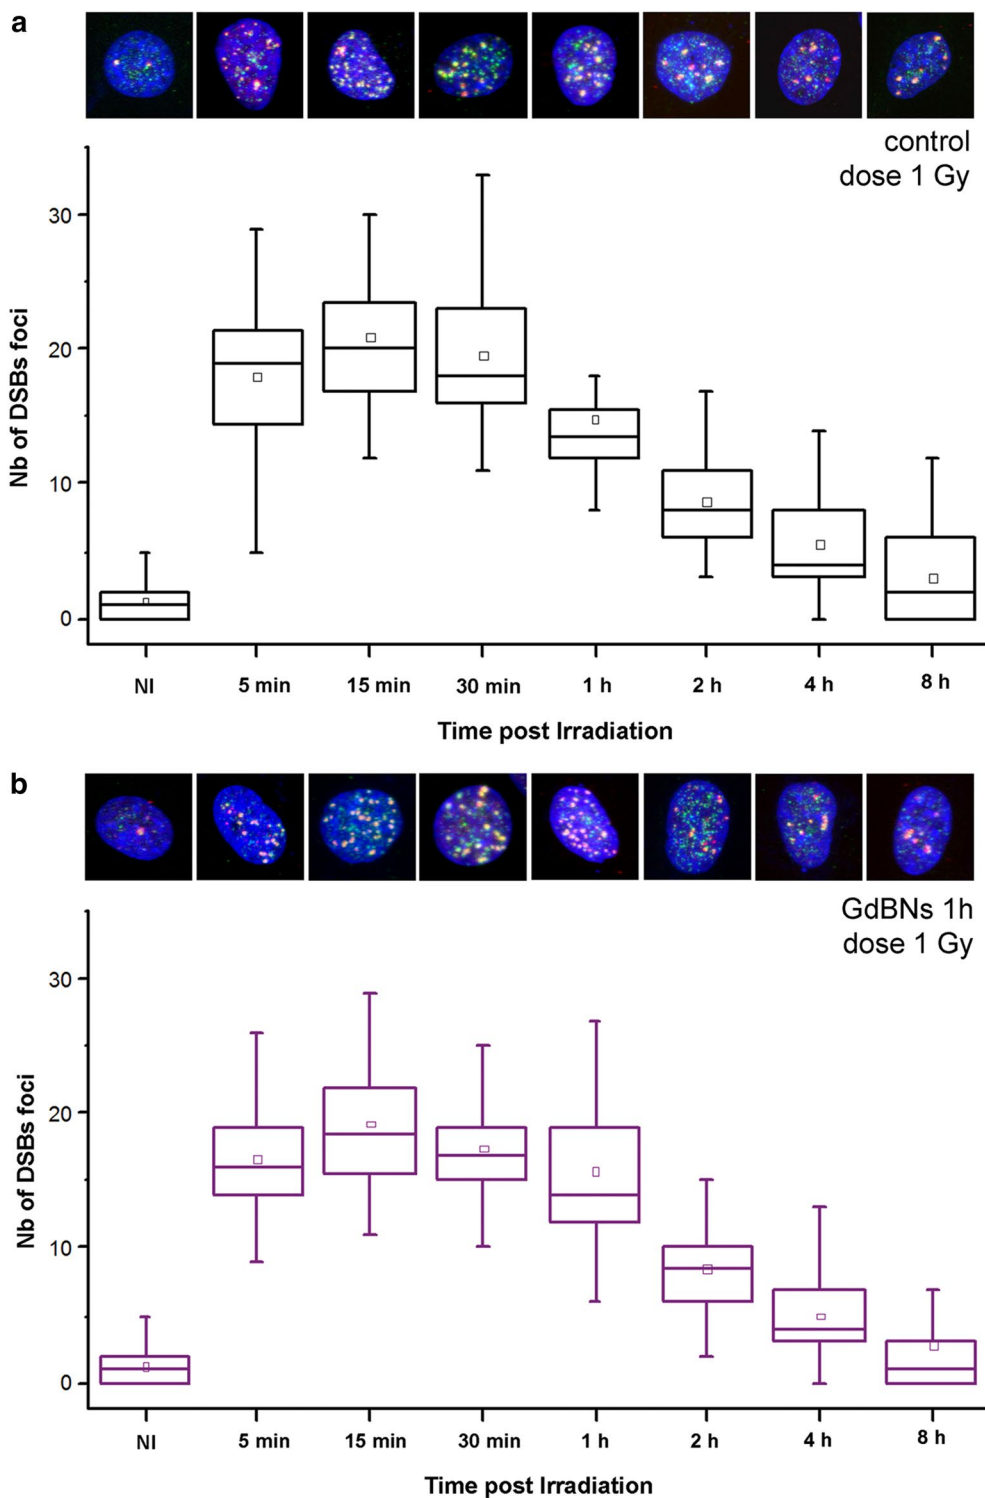 a
control
dose 1 Gy
30
20
10
0
Nb of DSBs foci
NI 5 min 15 min 30 min 1 h 2 h 4 h 8 h
Time post Irradiation
b
GdBNs 1h
dose 1 Gy
30
20
10
0
Nb of DSBs foci
NI 5 min 15 min 30 min 1 h 2 h 4 h 8 h
Time post Irradiation